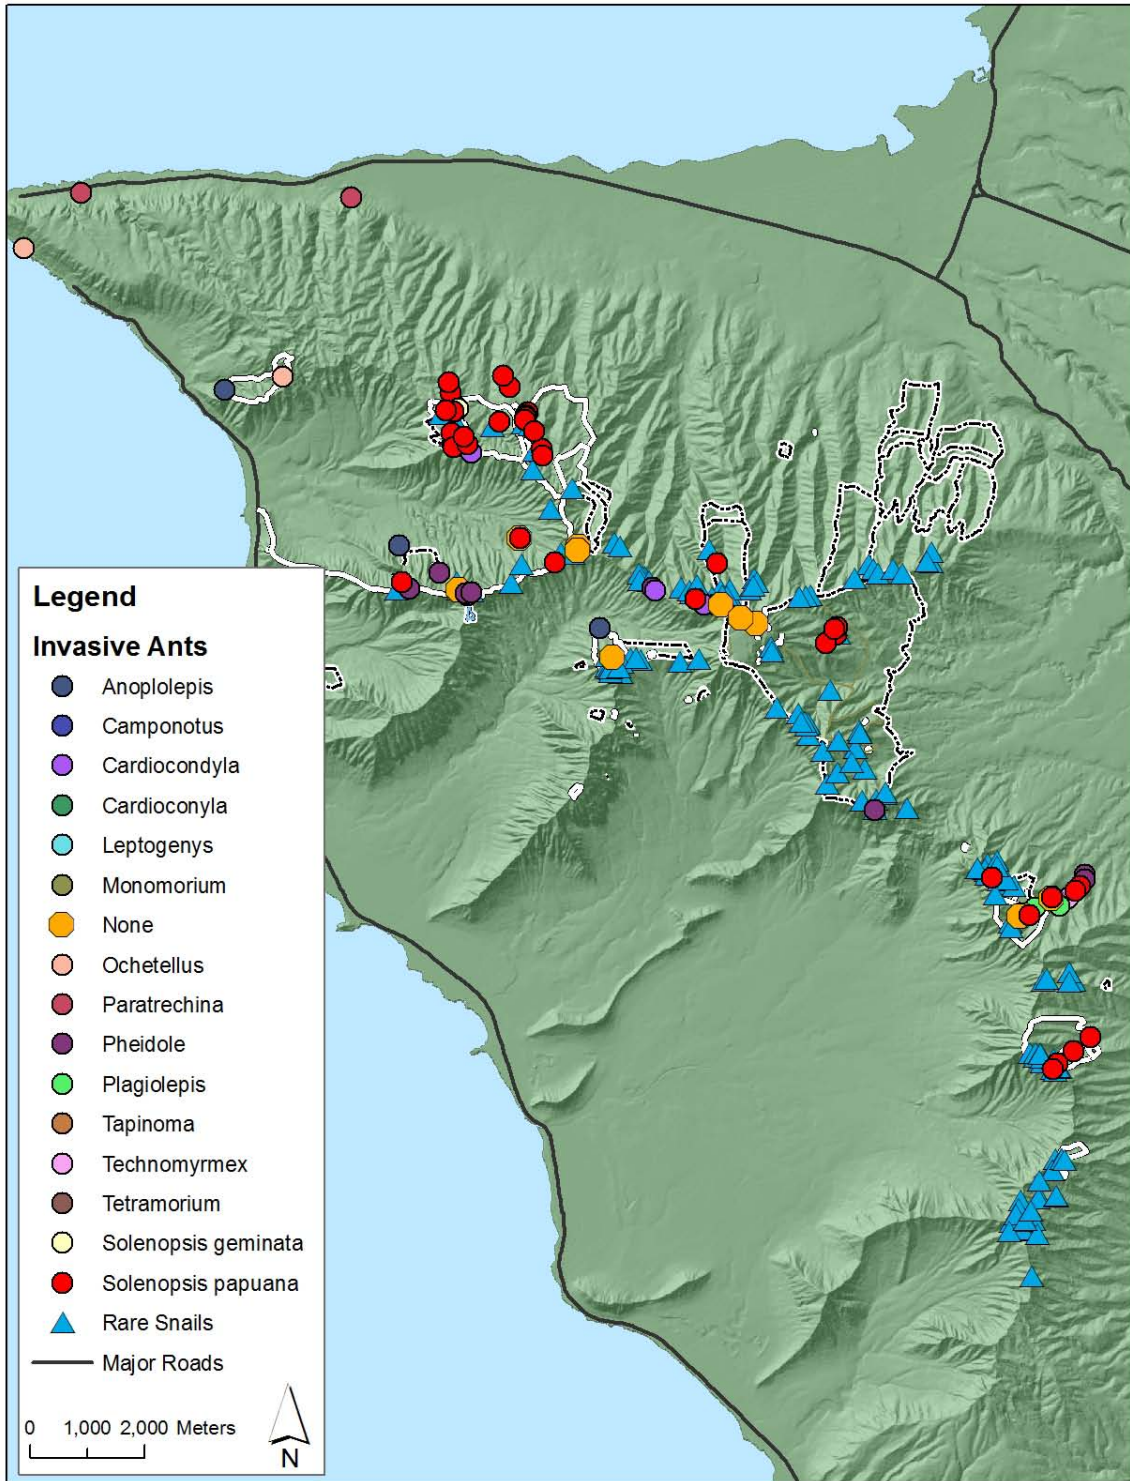 Legend
Invasive Ants
Anoplolepis
Camponotus
Cardiocondyla
Cardioconyla
Leptogenys
Monomorium
None
Ochetellus
Paratrechina
Pheidole
Plagiolepis
Tapinoma
Technomyrmex
Tetramorium
Solenopsis geminata
Solenopsis papuana
Rare Snails
Major Roads
0 1,000 2,000 Meters
N